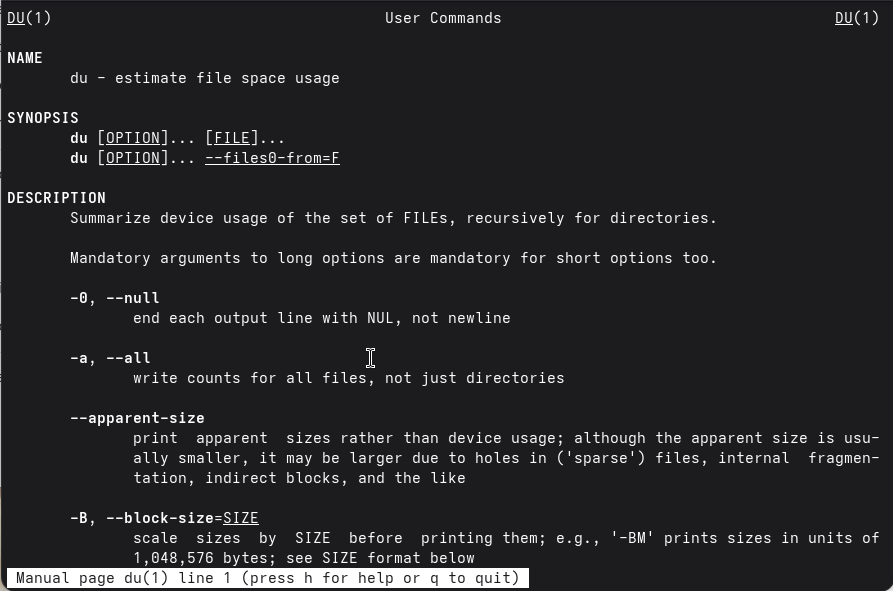 DU(1) User Commands DU(1)
NAME
du - estimate file space usage
SYNOPSIS
du [OPTION]... [FILE]...
du [OPTION]... --files0-from=F
DESCRIPTION
Summarize device usage of the set of FILEs, recursively for directories.
Mandatory arguments to long options are mandatory for short options too.
-0, --null
end each output line with NUL, not newline
-a, --all
write counts for all files, not just directories
--apparent-size
print  apparent  sizes rather than device usage; although the apparent size is usu-
ally smaller, it may be larger due to holes in ('sparse') files, internal  fragmen-
tation, indirect blocks, and the like
-B, --block-size=SIZE
scale  sizes  by  SIZE  before  printing them; e.g., '-BM' prints sizes in units of
1,048,576 bytes; see SIZE format below
Manual page du(1) line 1 (press h for help or q to quit)